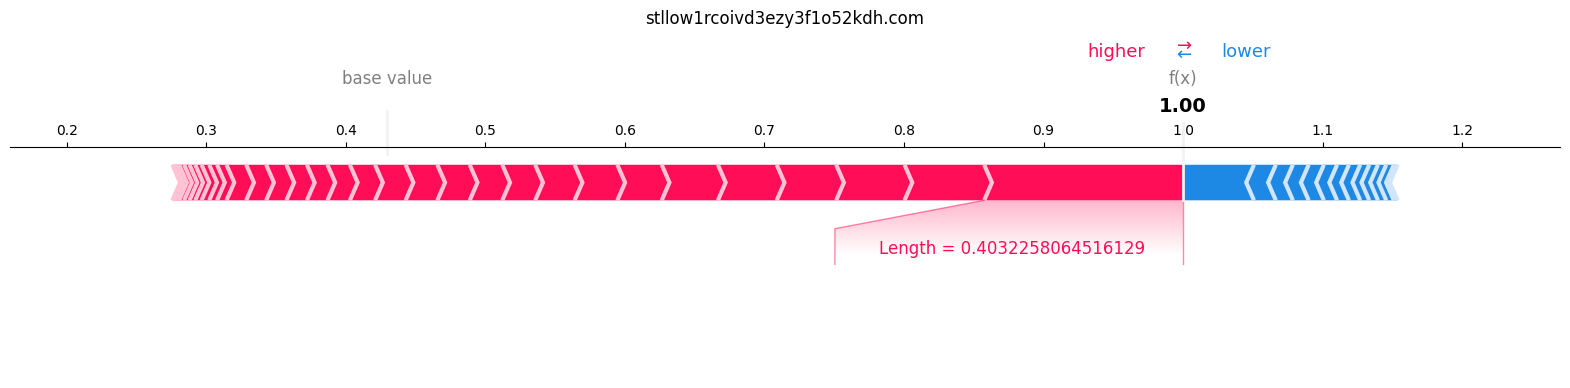 stllow1rcoivd3ezy3f1o52kdh.com
higher ⇄ lower
base value f(x)
1.00
0.2 0.3 0.4 0.5 0.6 0.7 0.8 0.9 1.0 1.1 1.2
Length = 0.4032258064516129